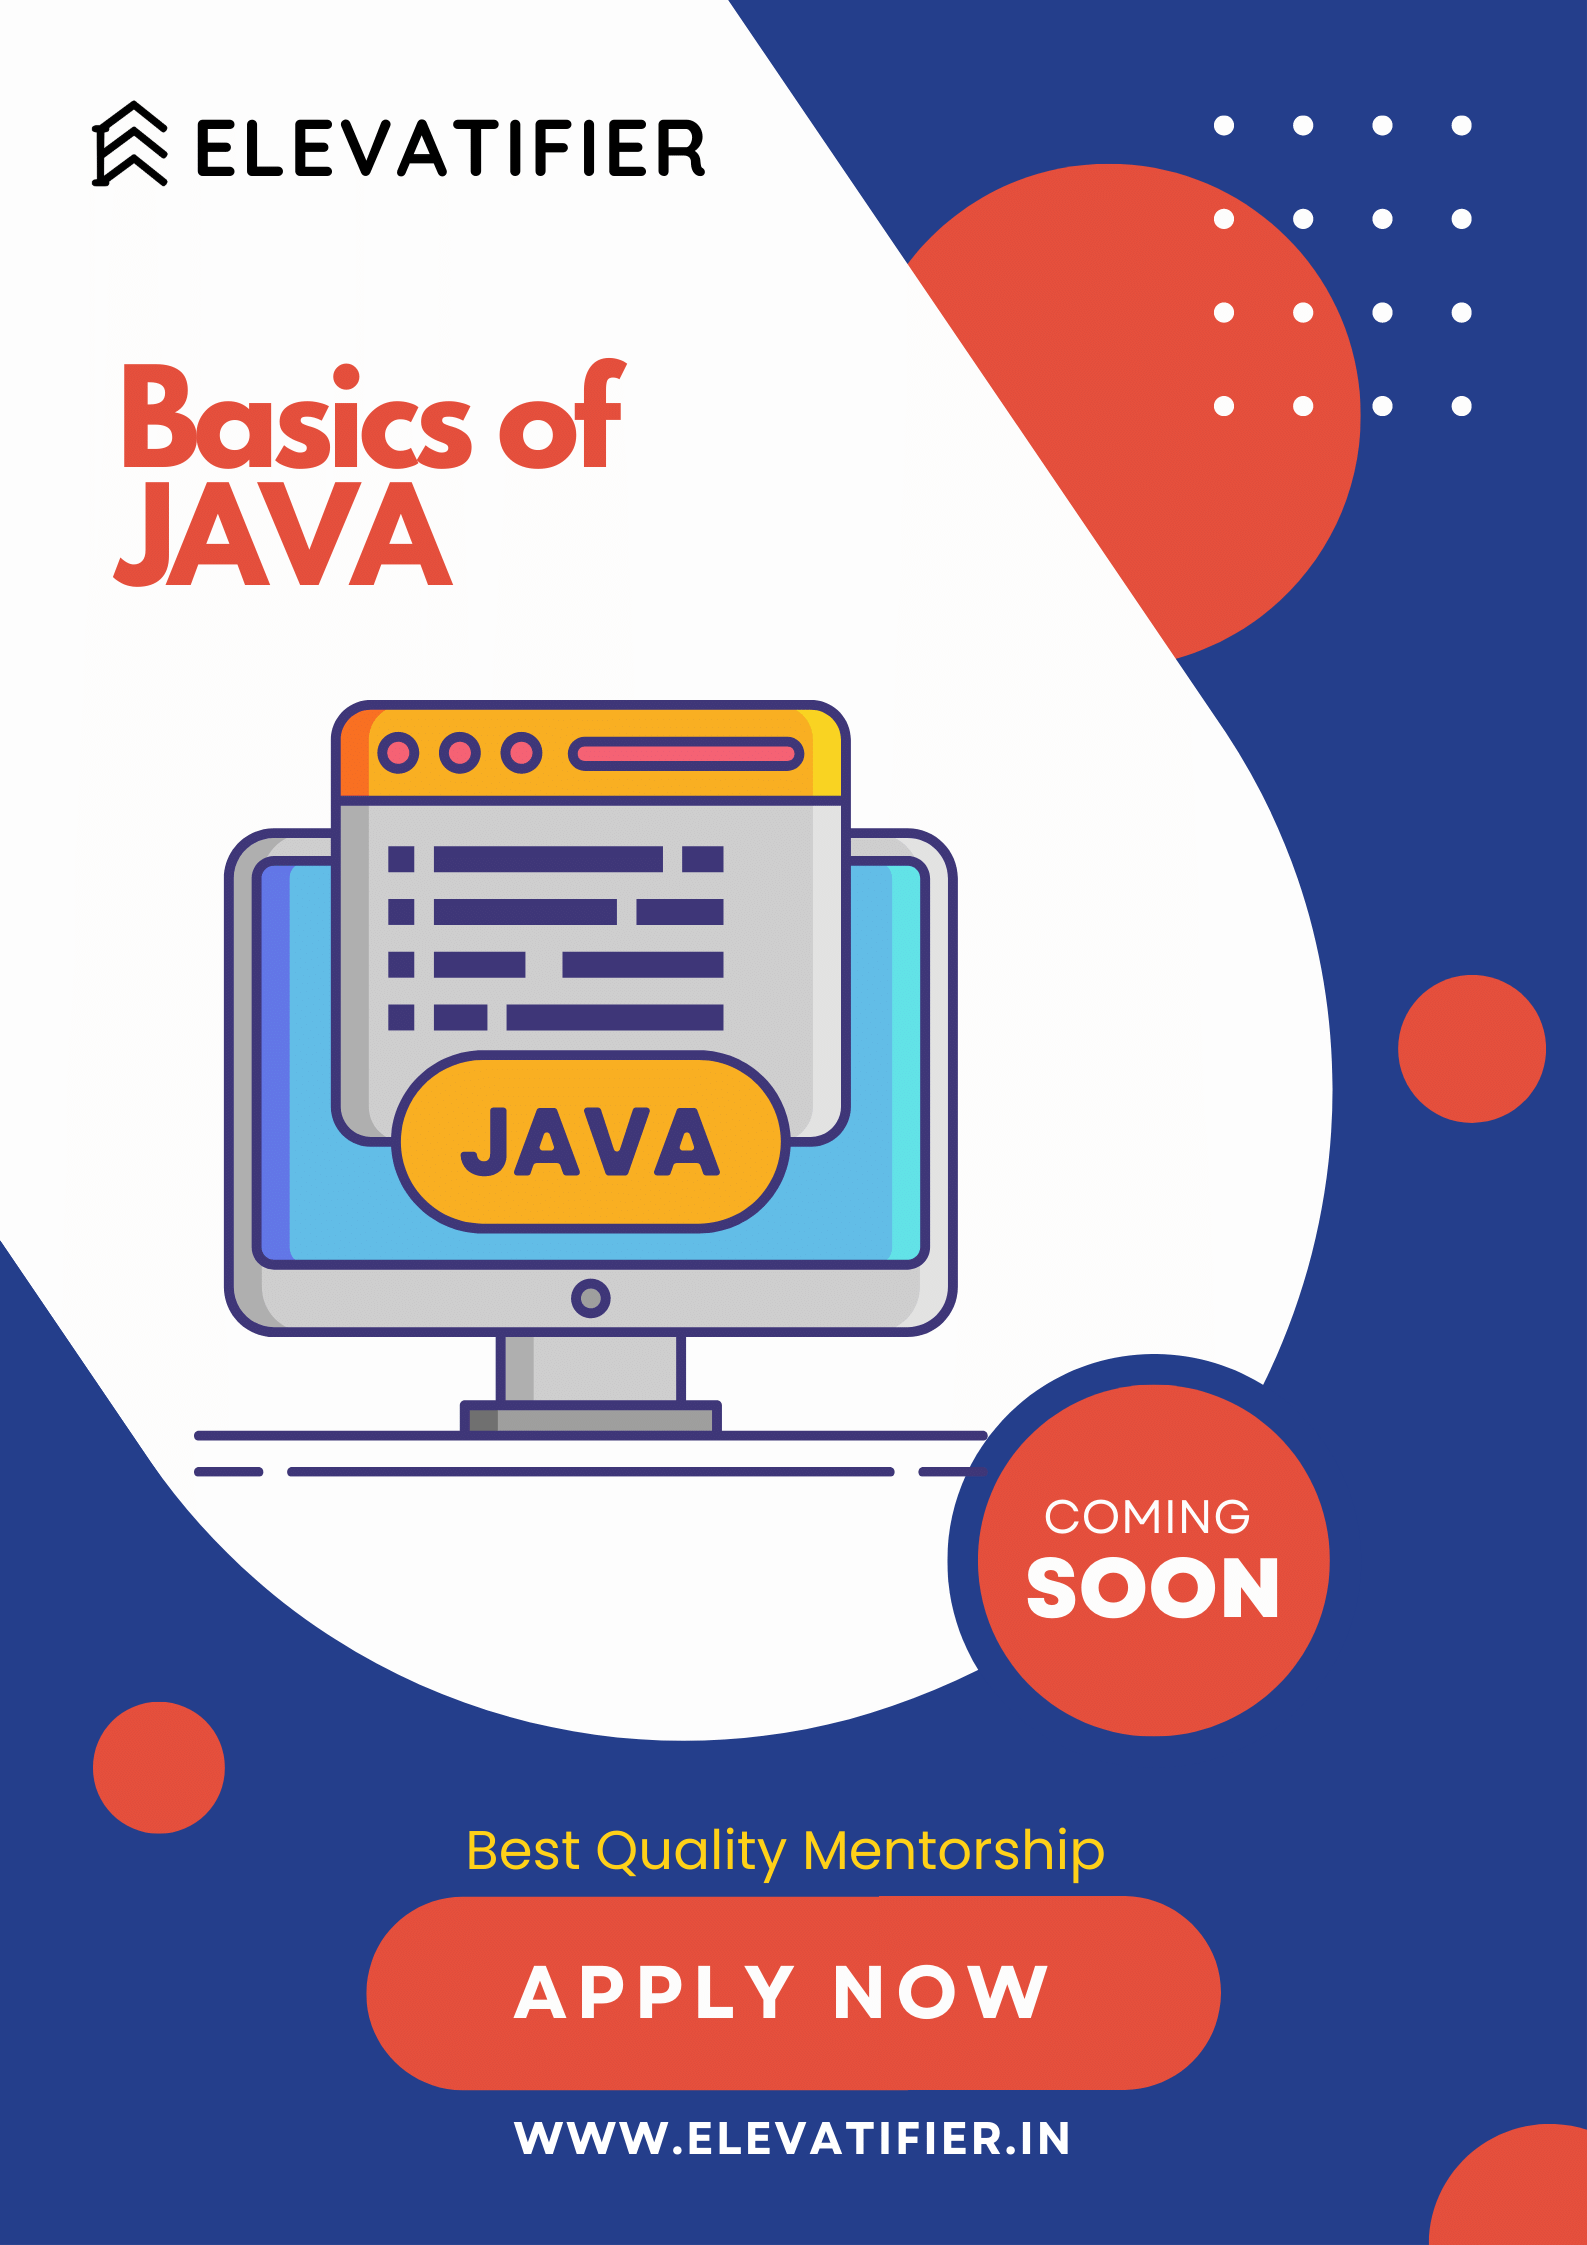 ELEVATIFIER
Basics of
JAVA
JAVA
COMING
SOON
Best Quality Mentorship
APPLY NOW
WWW.ELEVATIFIER.IN